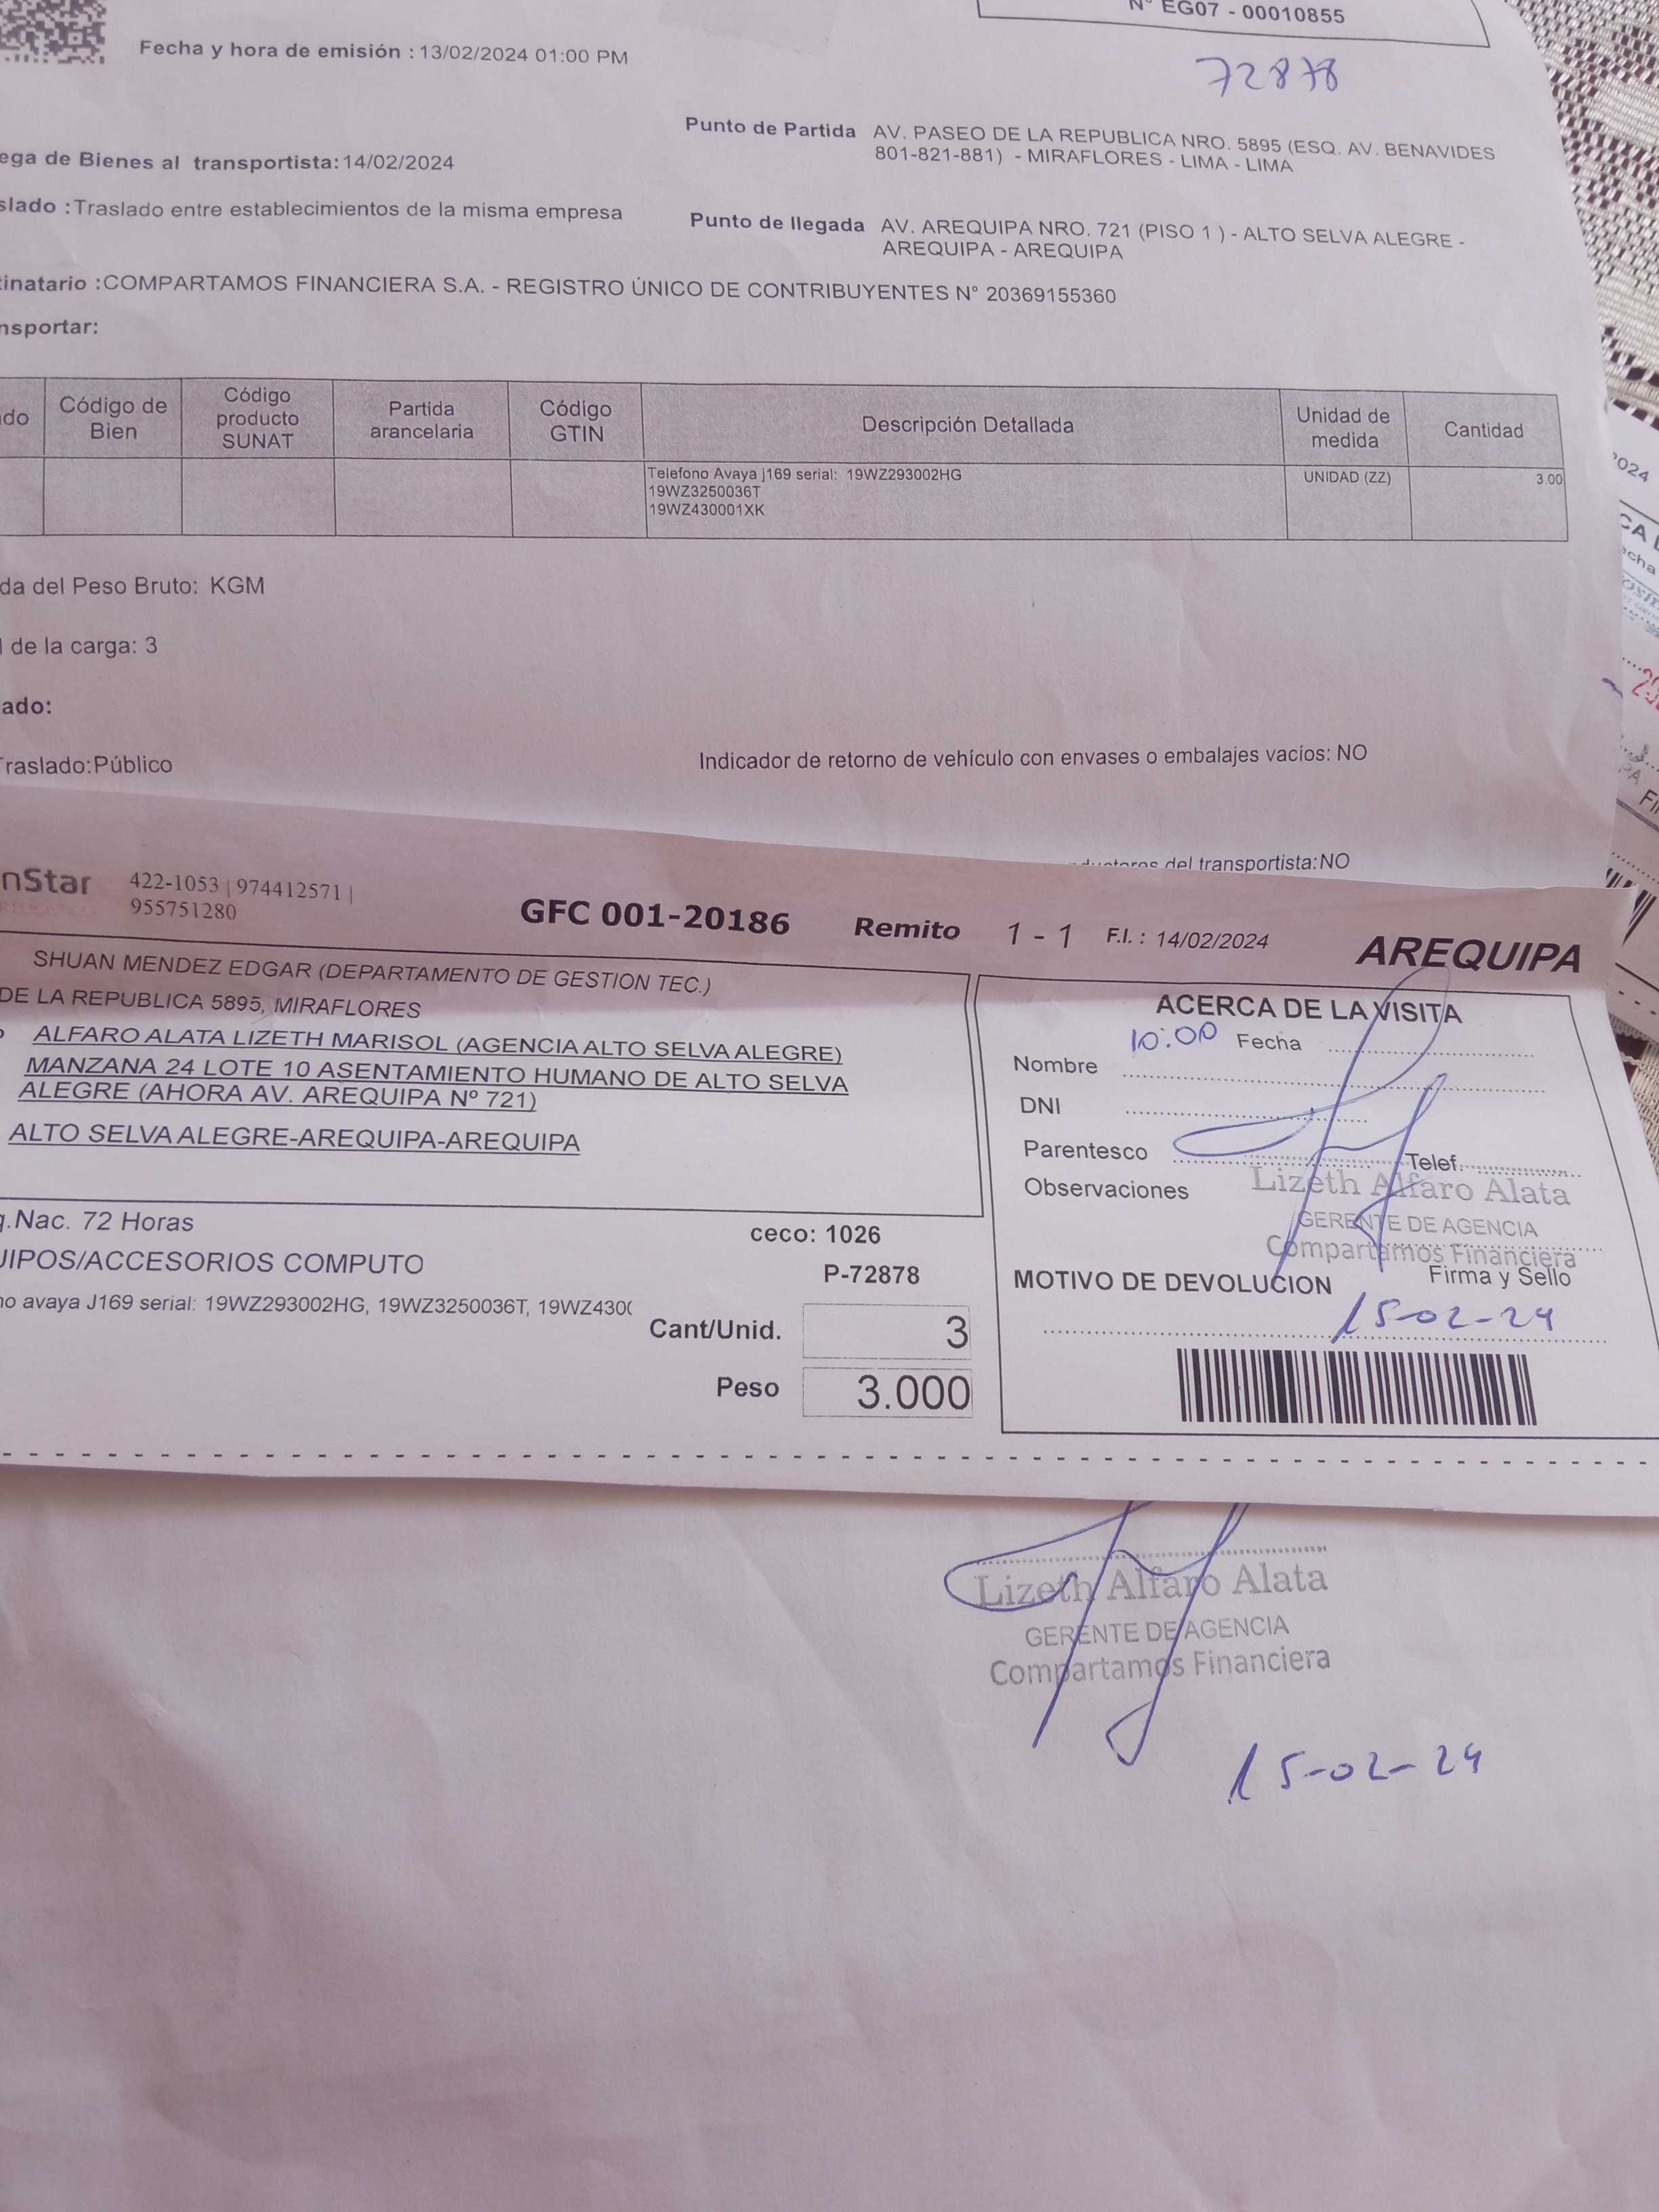 N° EG07 - 00010855
Fecha y hora de emisión : 13/02/2024 01:00 PM
72878
Punto de Partida AV. PASEO DE LA REPUBLICA NRO. 5895 (ESQ. AV. BENAVIDES
801-821-881) - MIRAFLORES - LIMA - LIMA
ega de Bienes al transportista:14/02/2024
slado :Traslado entre establecimientos de la misma empresa
Punto de llegada AV. AREQUIPA NRO. 721 (PISO 1 ) - ALTO SELVA ALEGRE -
AREQUIPA - AREQUIPA
tinatario :COMPARTAMOS FINANCIERA S.A. - REGISTRO ÚNICO DE CONTRIBUYENTES N° 20369155360
nsportar:
do
Código de
Bien
Código
producto
SUNAT
Partida
arancelaria
Código
GTIN
Descripción Detallada
Unidad de
medida
Cantidad
Telefono Avaya j169 serial: 19WZ293002HG
19WZ3250036T
19WZ430001XK
UNIDAD (ZZ)
3.00
da del Peso Bruto: KGM
l de la carga: 3
ado:
Traslado:Público
Indicador de retorno de vehículo con envases o embalajes vacíos: NO
del transportista:NO
nStar
422-1053 | 974412571 |
955751280
GFC 001-20186
Remito 1 - 1 F.I. : 14/02/2024
AREQUIPA
SHUAN MENDEZ EDGAR (DEPARTAMENTO DE GESTION TEC.)
DE LA REPUBLICA 5895, MIRAFLORES
ALFARO ALATA LIZETH MARISOL (AGENCIA ALTO SELVA ALEGRE)
MANZANA 24 LOTE 10 ASENTAMIENTO HUMANO DE ALTO SELVA
ALEGRE (AHORA AV. AREQUIPA Nº 721)
ALTO SELVA ALEGRE-AREQUIPA-AREQUIPA
q.Nac. 72 Horas
ceco: 1026
UIPOS/ACCESORIOS COMPUTO
P-72878
no avaya J169 serial: 19WZ293002HG, 19WZ3250036T, 19WZ430(
Cant/Unid. 3
Peso 3.000
ACERCA DE LA VISITA
10:00 Fecha
Nombre
DNI
Parentesco
Telef.
Observaciones
Lizeth Alfaro Alata
GERENTE DE AGENCIA
Compartamos Financiera
Firma y Sello
MOTIVO DE DEVOLUCION
15-02-24
Lizeth Alfaro Alata
GERENTE DE AGENCIA
Compartamos Financiera
15-02-24